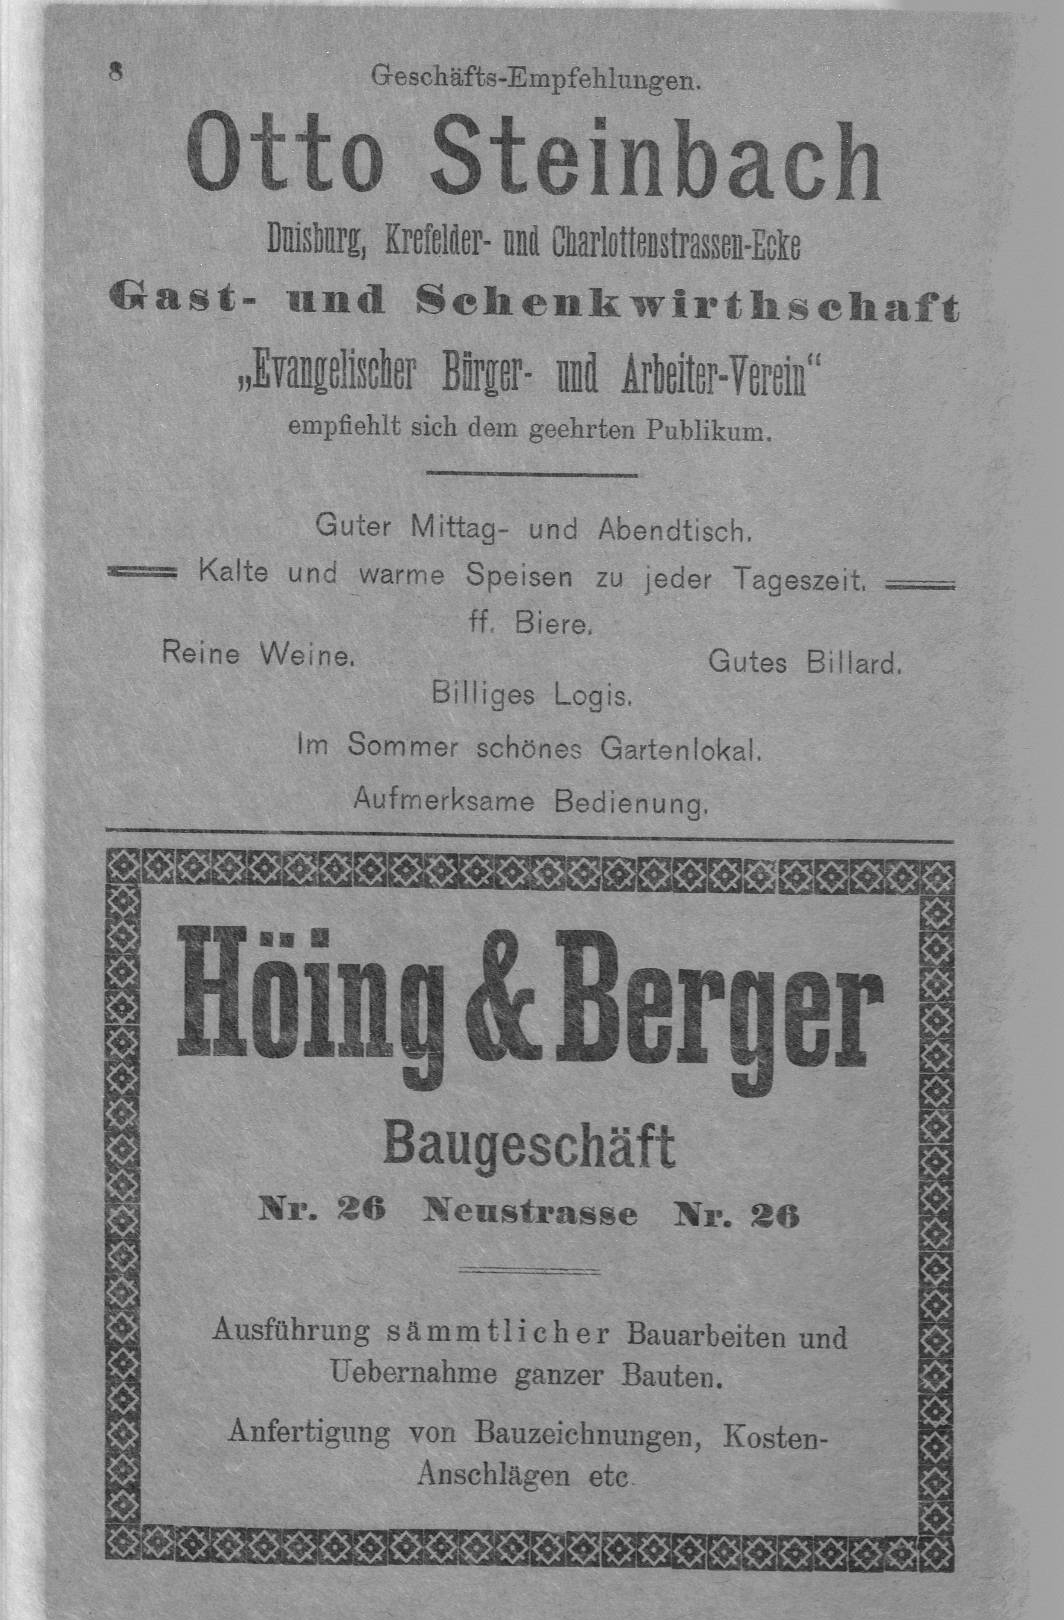 8
Geschäfts-Empfehlungen.
Otto Steinbach
Duisburg, Krefelder- und Charlottenstrassen-Ecke
Gast- und Schenkwirthschaft
„Evangelischer Bürger- und Arbeiter-Verein“
empfiehlt sich dem geehrten Publikum.
Guter Mittag- und Abendtisch.
Kalte und warme Speisen zu jeder Tageszeit.
ff. Biere.
Reine Weine.
Gutes Billard.
Billiges Logis.
Im Sommer schönes Gartenlokal.
Aufmerksame Bedienung.
Höing & Berger
Baugeschäft
Nr. 26 Neustrasse Nr. 26
Ausführung sämmtlicher Bauarbeiten und
Uebernahme ganzer Bauten.
Anfertigung von Bauzeichnungen, Kosten-
Anschlägen etc.